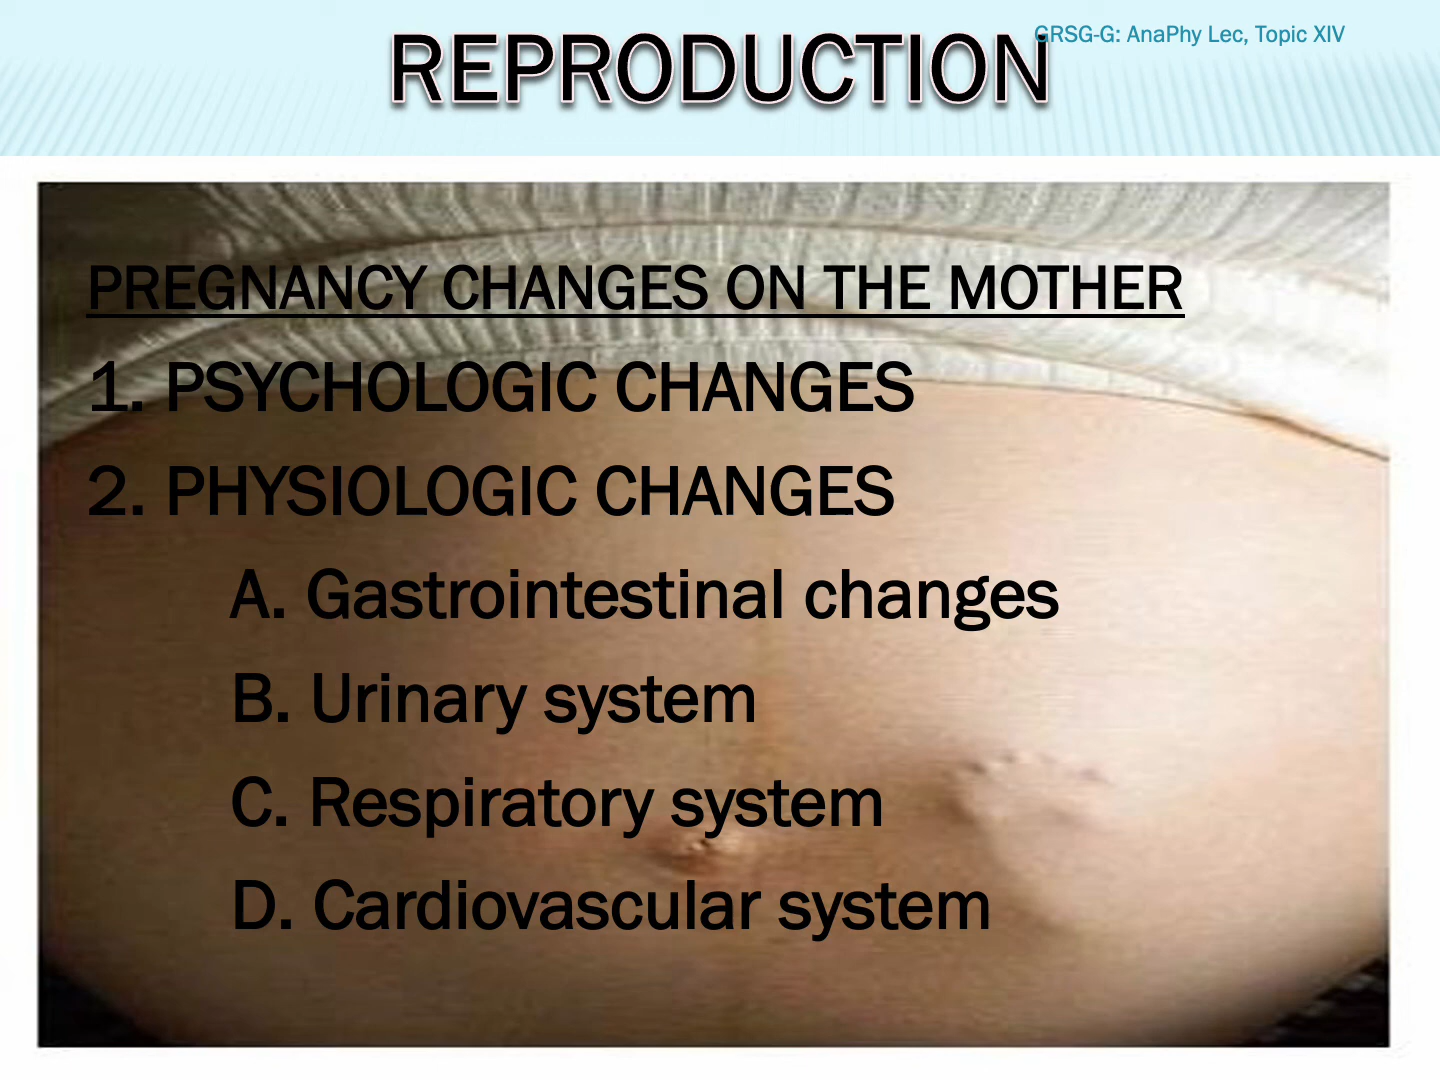 REPRODUCTION
GRSG-G: AnaPhy Lec, Topic XIV
PREGNANCY CHANGES ON THE MOTHER
1. PSYCHOLOGIC CHANGES
2. PHYSIOLOGIC CHANGES
A. Gastrointestinal changes
B. Urinary system
C. Respiratory system
D. Cardiovascular system